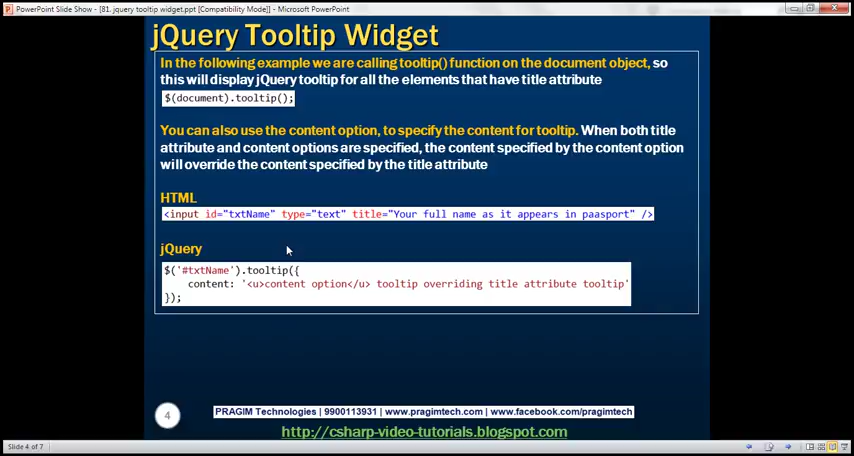 PowerPoint Slide Show - [81. jquery tooltip widget.ppt [Compatibility Mode]] - Microsoft PowerPoint
jQuery Tooltip Widget
In the following example we are calling tooltip() function on the document object, so
this will display jQuery tooltip for all the elements that have title attribute
$(document).tooltip();
You can also use the content option, to specify the content for tooltip. When both title
attribute and content options are specified, the content specified by the content option
will override the content specified by the title attribute
HTML
<input id="txtName" type="text" title="Your full name as it appears in paasport" />
jQuery
$('#txtName').tooltip({
content: '<u>content option</u> tooltip overriding title attribute tooltip'
});
4
PRAGIM Technologies | 9900113931 | www.pragimtech.com | www.facebook.com/pragimtech
http://csharp-video-tutorials.blogspot.com
Slide 4 of 7